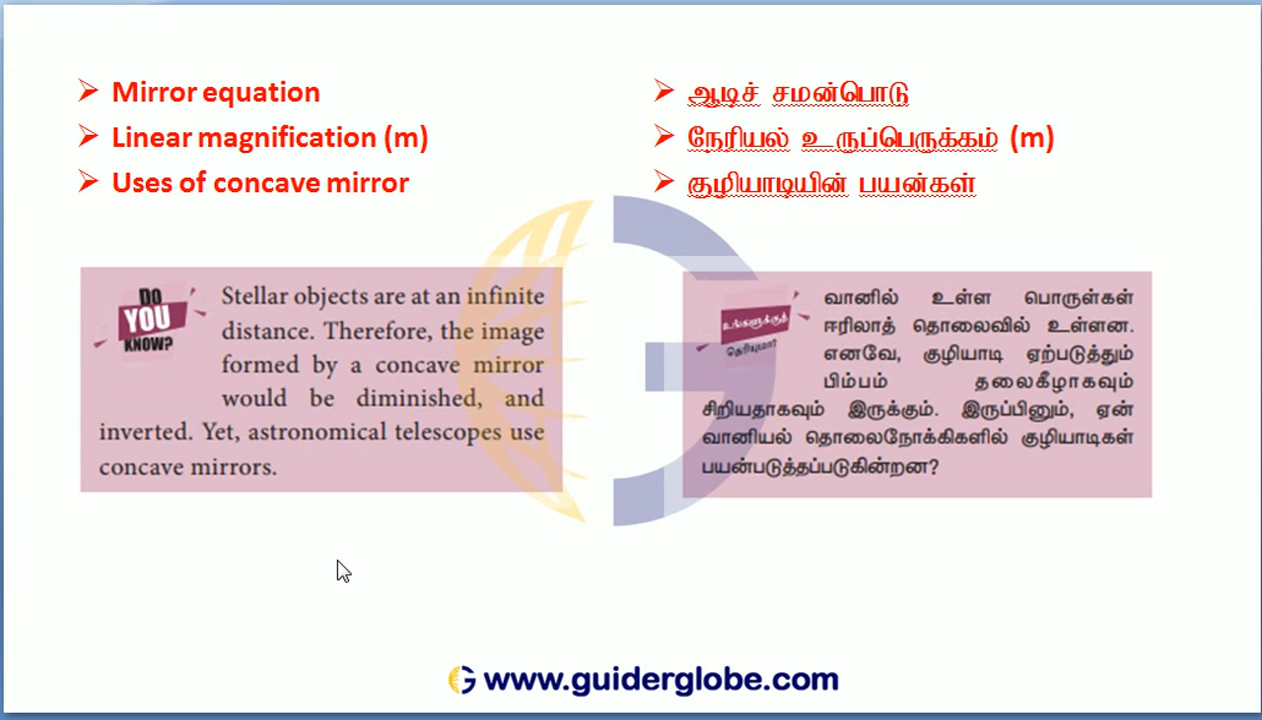 ➢ Mirror equation
➢ Linear magnification (m)
➢ Uses of concave mirror
➢ ஆடிச் சமன்பொடு
➢ நேரியல் உருப்பெருக்கம் (m)
➢ குழியாடியின் பயன்கள்
DO
YOU
KNOW?
Stellar objects are at an infinite
distance. Therefore, the image
formed by a concave mirror
would be diminished, and
inverted. Yet, astronomical telescopes use
concave mirrors.
உங்களுக்குத்
தெரியுமா?
வானில் உள்ள பொருள்கள்
ஈரிலாத் தொலைவில் உள்ளன.
எனவே, குழியாடி ஏற்படுத்தும்
பிம்பம் தலைகீழாகவும்
சிறியதாகவும் இருக்கும். இருப்பினும், ஏன்
வானியல் தொலைநோக்கிகளில் குழியாடிகள்
பயன்படுத்தப்படுகின்றன?
www.guiderglobe.com